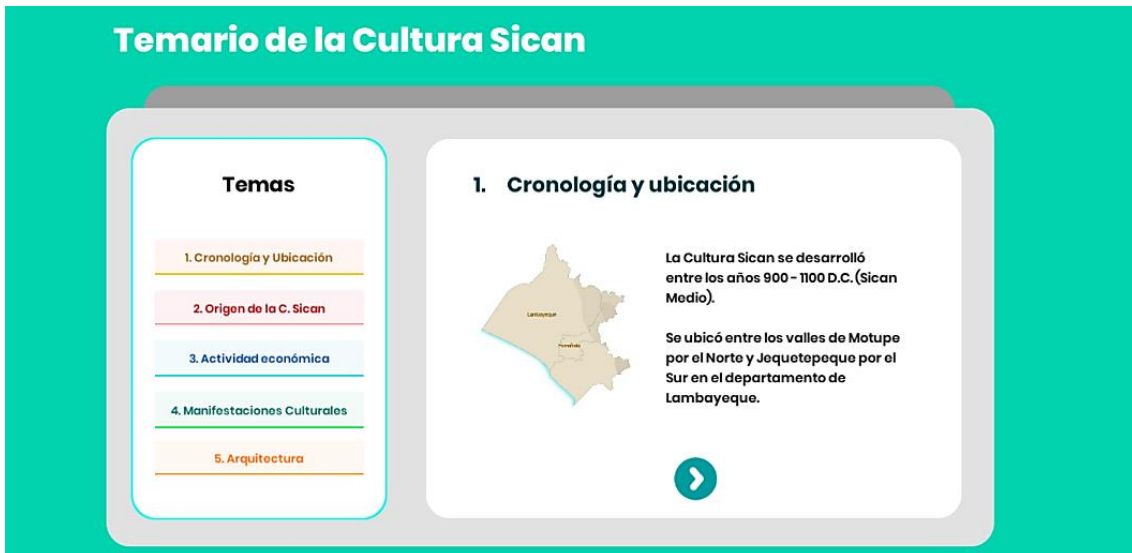 Temario de la Cultura Sican
Temas
1. Cronología y Ubicación
2. Origen de la C. Sican
3. Actividad económica
4. Manifestaciones Culturales
5. Arquitectura
1. Cronología y ubicación
Lambayeque
Ferreñafe
La Cultura Sican se desarrolló
entre los años 900 - 1100 D.C. (Sican
Medio).
Se ubicó entre los valles de Motupe
por el Norte y Jequetepeque por el
Sur en el departamento de
Lambayeque.